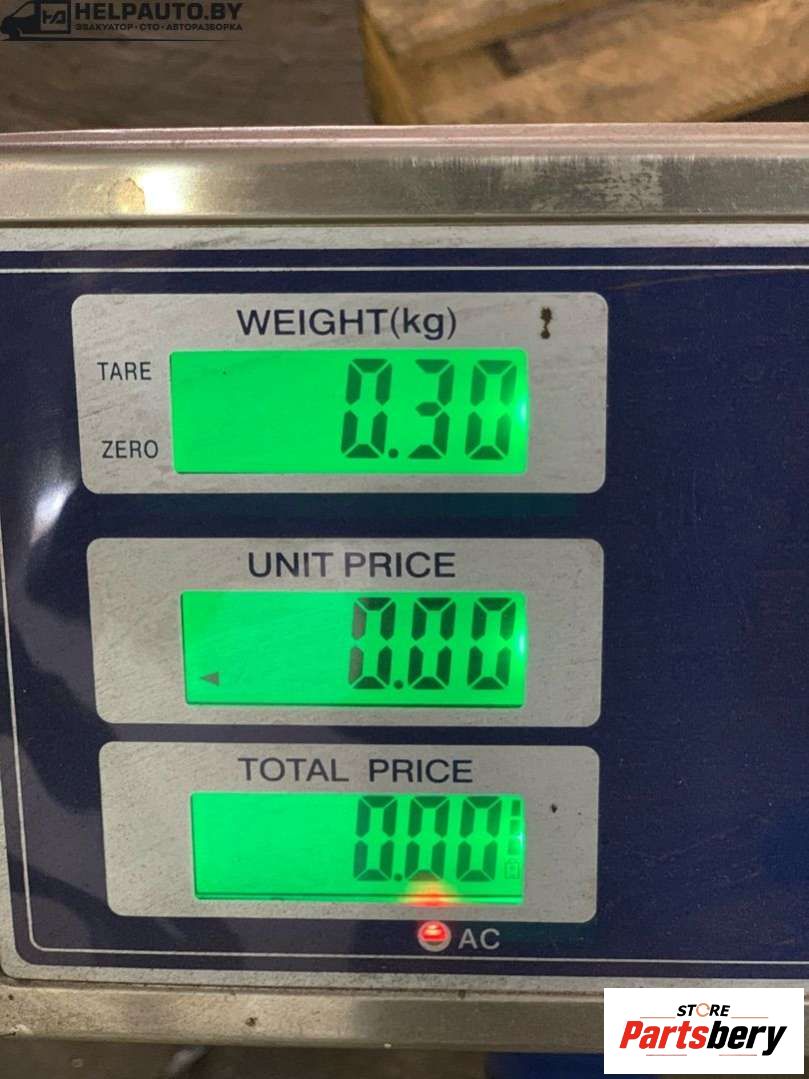 HELPAUTO.BY
ЭВАКУАТОР•СТО•АВТОРАЗБОРКА
WEIGHT(kg)
TARE
0.30
ZERO
UNIT PRICE
0.00
TOTAL PRICE
0.00
AC
STORE
Partsbery